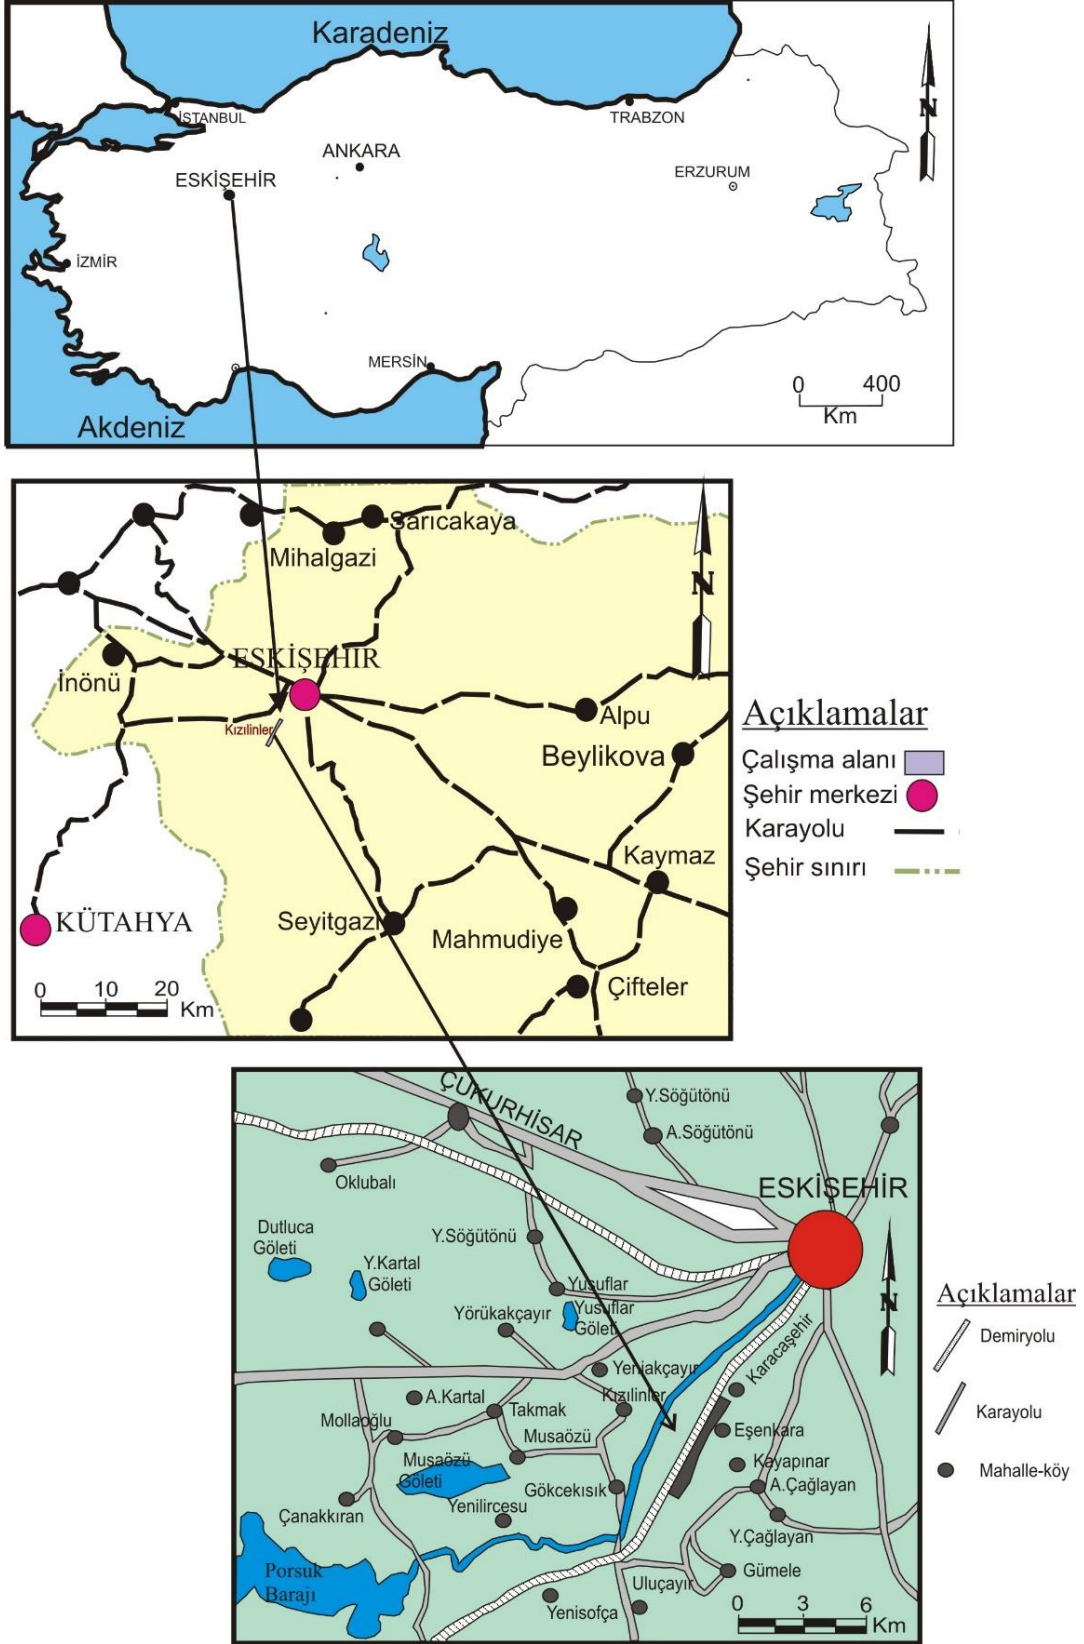 Karadeniz
N
İSTANBUL
TRABZON
ANKARA
ESKİŞEHİR
ERZURUM
İZMİR
MERSİN
0 400
Km
Akdeniz
Sarıcakaya
Mihalgazi
N
ESKİŞEHİR
İnönü
Kızılinler
Alpu
Beylikova
Kaymaz
KÜTAHYA
Seyitgazi
Mahmudiye
Çifteler
0 10 20
Km
Açıklamalar
Çalışma alanı
Şehir merkezi
Karayolu
Şehir sınırı
ÇUKURHİSAR
Y.Söğütönü
A.Söğütönü
Oklubalı
ESKİŞEHİR
Dutluca
Göleti
Y.Söğütönü
Y.Kartal
Göleti
Yusuflar
Yörükakçayır
Yusuflar
Göleti
N
Karacaşehir
Yeniakçayır
A.Kartal
Kızılinler
Takmak
Mollaoğlu
Musaözü
Eşenkara
Musaözü
Göleti
Kayapınar
Gökcekısık
A.Çağlayan
Çanakkıran
Yenilircesu
Y.Çağlayan
Porsuk
Barajı
Gümele
Uluçayır
Yenisofça
0 3 6
Km
Açıklamalar
Demiryolu
Karayolu
Mahalle-köy